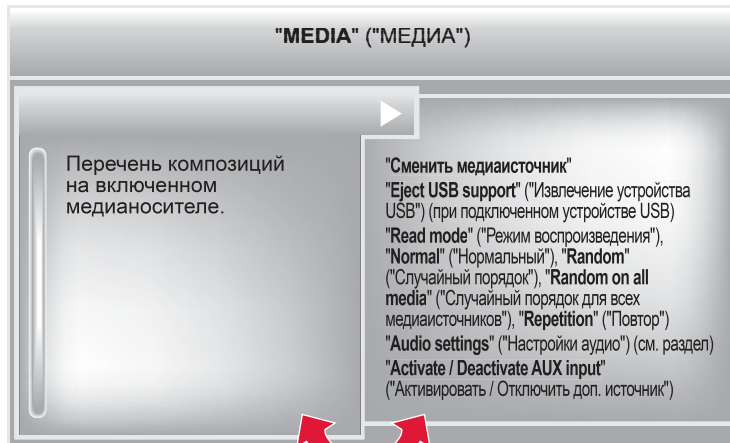 "MEDIA" ("МЕДИА")
Перечень композиций
на включенном
медианосителе.
"Сменить медиаисточник"
"Eject USB support" ("Извлечение устройства
USB") (при подключенном устройстве USB)
"Read mode" ("Режим воспроизведения"),
"Normal" ("Нормальный"), "Random"
("Случайный порядок"), "Random on all
media" ("Случайный порядок для всех
медиаисточников"), "Repetition" ("Повтор")
"Audio settings" ("Настройки аудио") (см. раздел)
"Activate / Deactivate AUX input"
("Активировать / Отключить доп. источник")